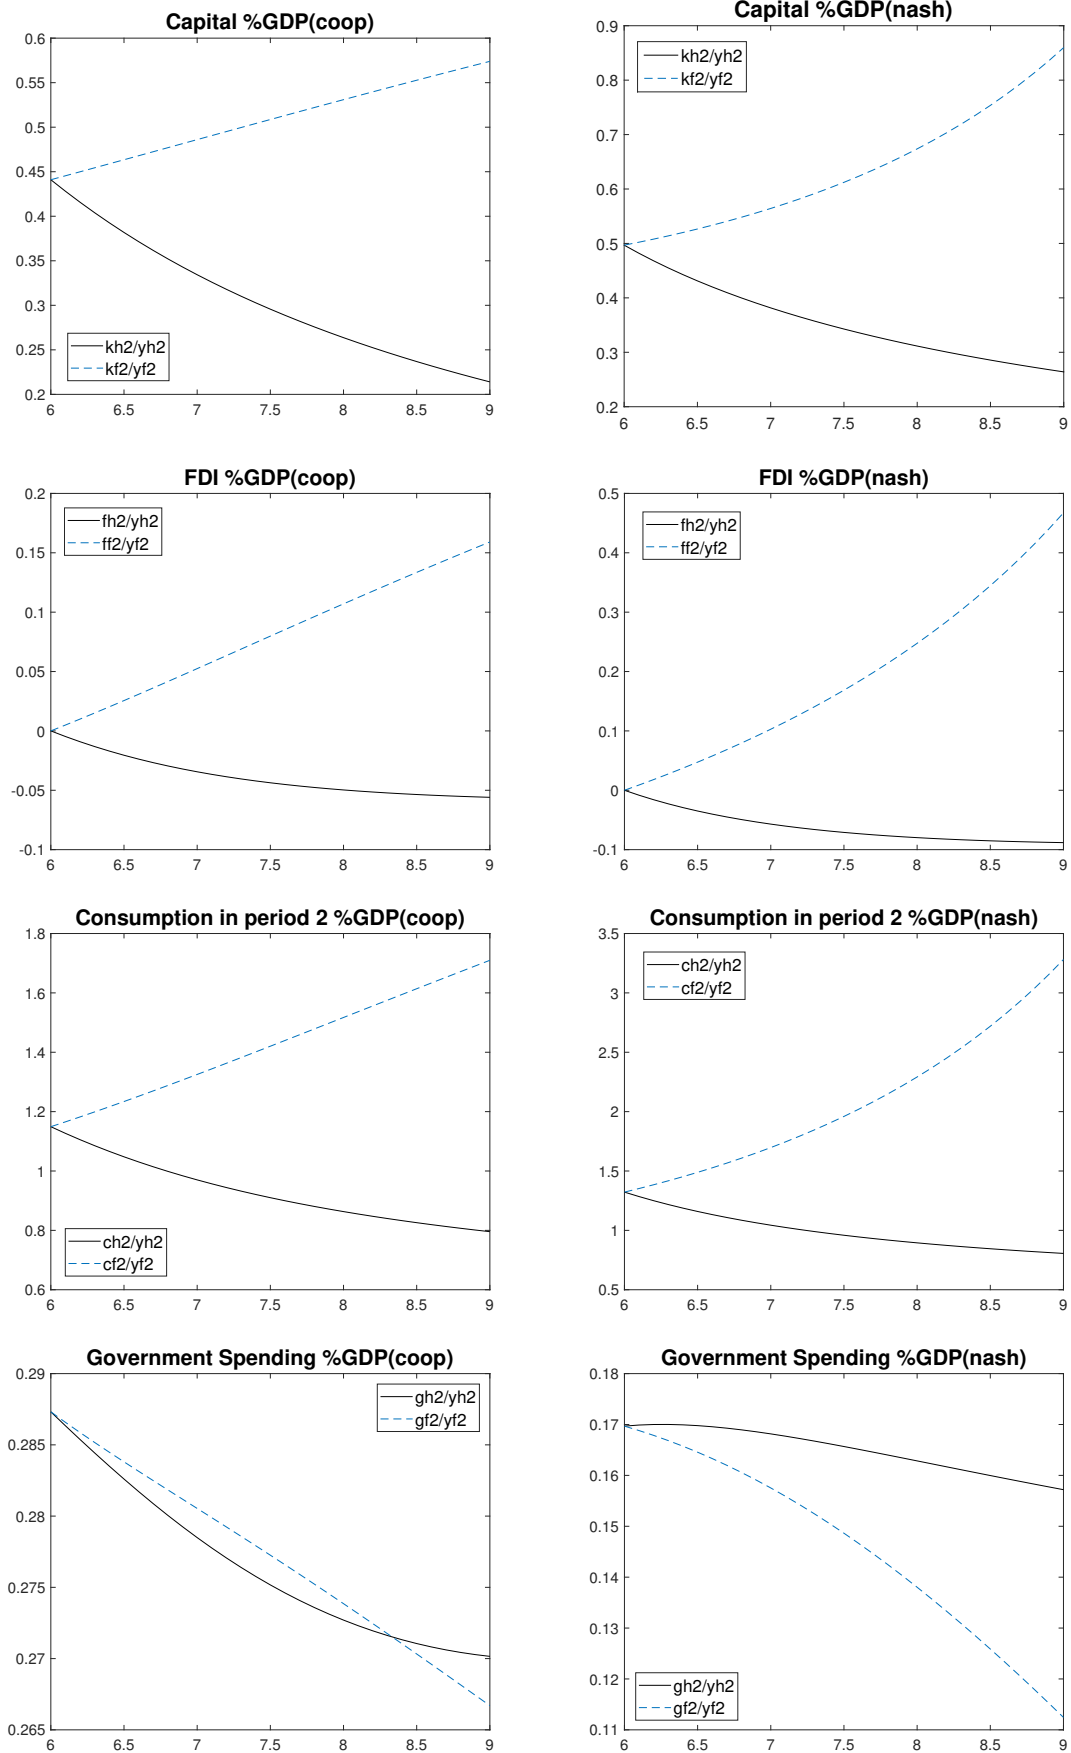 Capital %GDP(coop)
0.6
0.55
0.5
0.45
0.4
0.35
0.3
0.25
0.2
kh2/yh2
kf2/yf2
6 6.5 7 7.5 8 8.5 9
Capital %GDP(nash)
0.9
0.8
0.7
0.6
0.5
0.4
0.3
0.2
kh2/yh2
kf2/yf2
6 6.5 7 7.5 8 8.5 9
FDI %GDP(coop)
0.2
0.15
0.1
0.05
0
-0.05
-0.1
fh2/yh2
ff2/yf2
6 6.5 7 7.5 8 8.5 9
FDI %GDP(nash)
0.5
0.4
0.3
0.2
0.1
0
-0.1
fh2/yh2
ff2/yf2
6 6.5 7 7.5 8 8.5 9
Consumption in period 2 %GDP(coop)
1.8
1.6
1.4
1.2
1
0.8
0.6
ch2/yh2
cf2/yf2
6 6.5 7 7.5 8 8.5 9
Consumption in period 2 %GDP(nash)
3.5
3
2.5
2
1.5
1
0.5
ch2/yh2
cf2/yf2
6 6.5 7 7.5 8 8.5 9
Government Spending %GDP(coop)
0.29
0.285
0.28
0.275
0.27
0.265
gh2/yh2
gf2/yf2
6 6.5 7 7.5 8 8.5 9
Government Spending %GDP(nash)
0.18
0.17
0.16
0.15
0.14
0.13
0.12
0.11
gh2/yh2
gf2/yf2
6 6.5 7 7.5 8 8.5 9